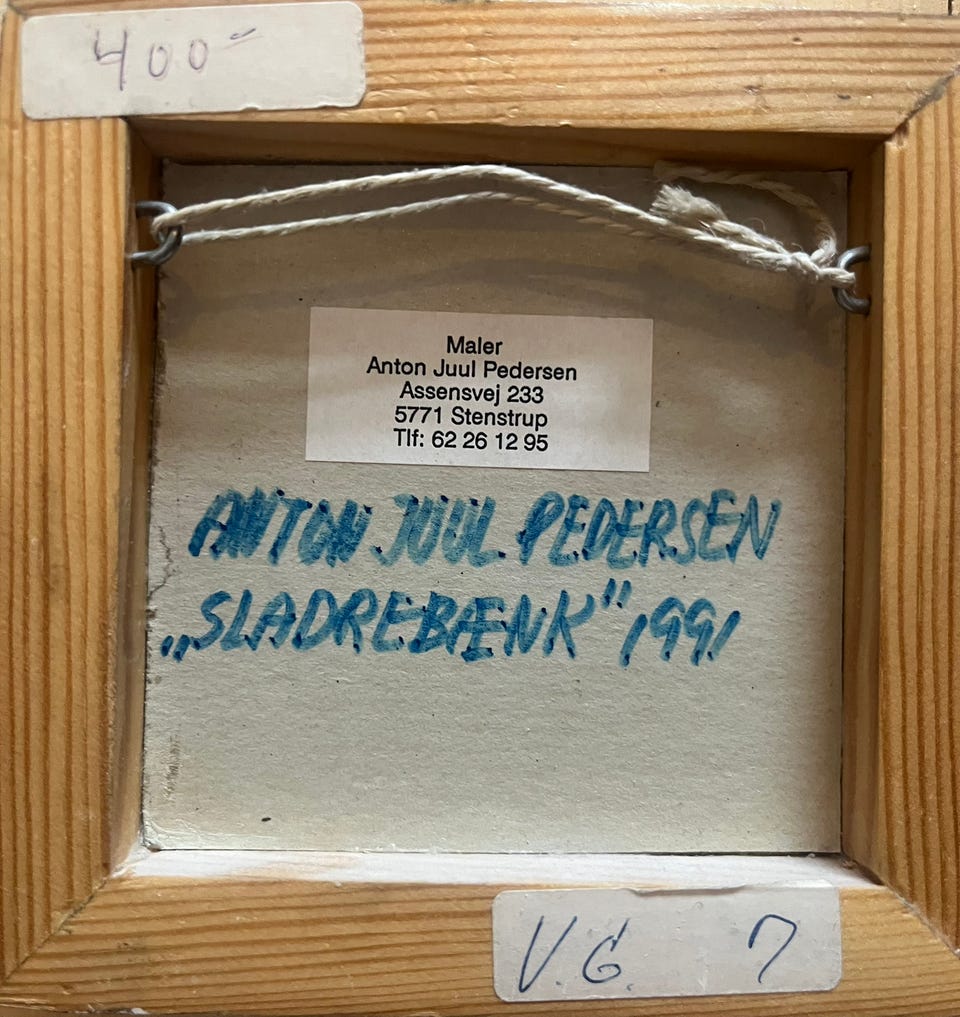 400-
Maler
Anton Juul Pedersen
Assensvej 233
5771 Stenstrup
Tlf: 62 26 12 95
ANTON JUUL PEDERSEN
„SLADREBÆNK" 1991
V.G. 7